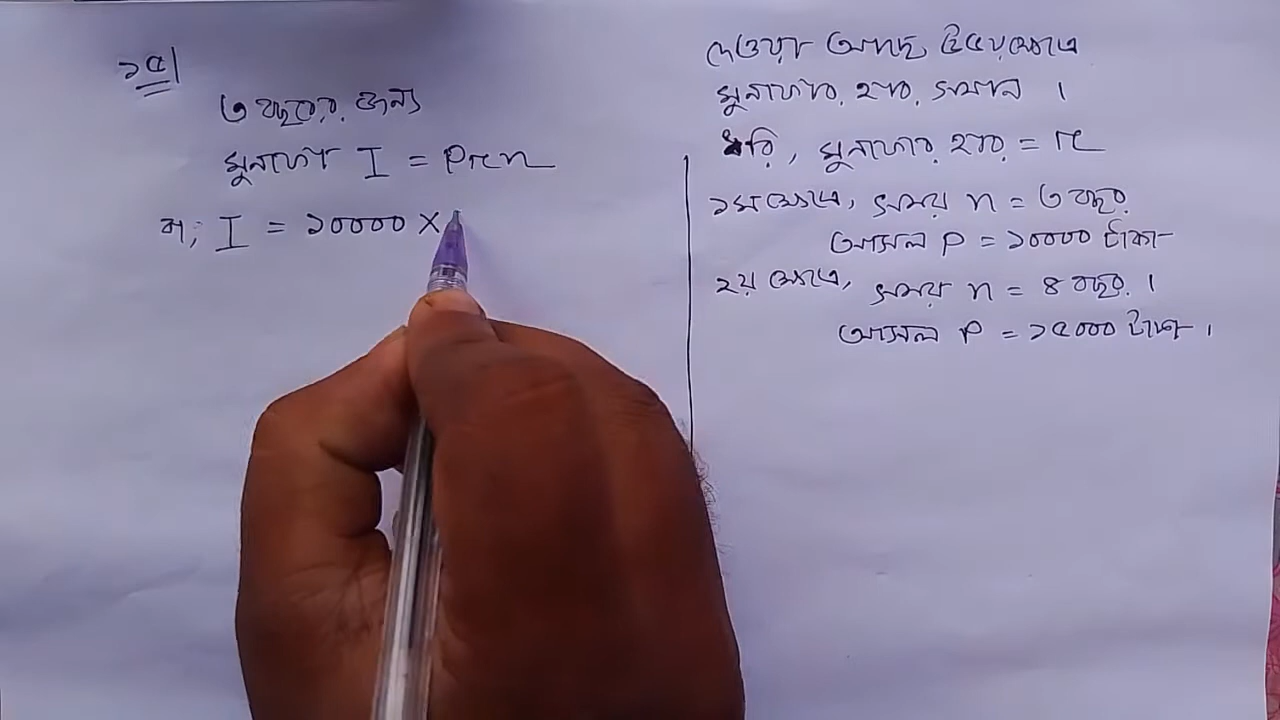 ১৫|
৩ বছরের জন্য
মুনাফা I = Prn
বা, I = ১০০০০ ×
দেওয়া আছে, উভয়ক্ষেত্রে
মুনাফার হার সমান ।
ধরি, মুনাফার হার = r
১ম ক্ষেত্রে, সময় n = ৩ বছর
আসল P = ১০০০০ টাকা
২য় ক্ষেত্রে, সময় n = ৪ বছর ।
আসল P = ১৫০০০ টাকা ।